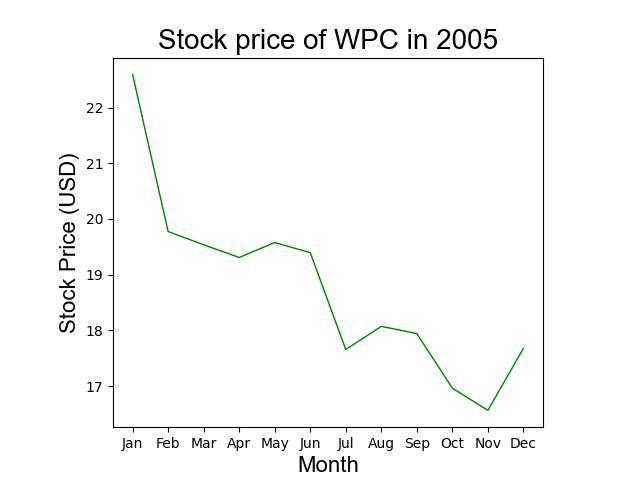 Stock price of WPC in 2005
Stock Price (USD)
22
21
20
19
18
17
Jan Feb Mar Apr May Jun Jul Aug Sep Oct Nov Dec
Month